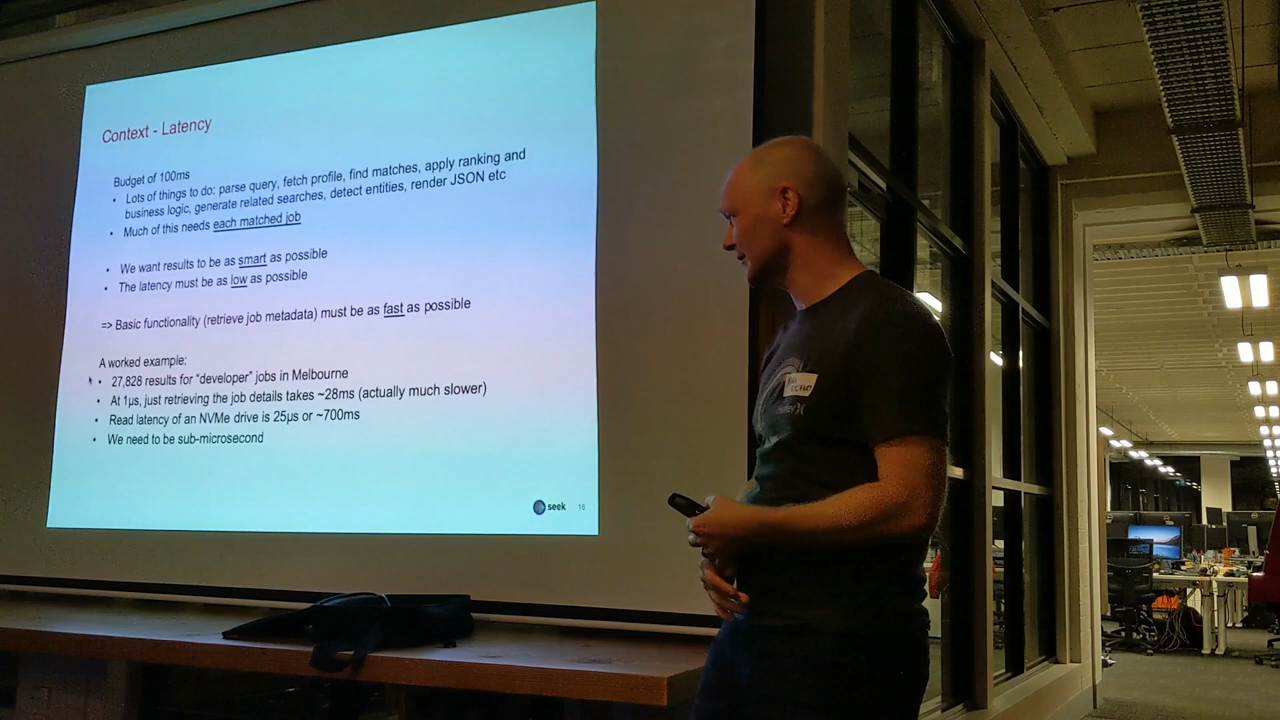 Context - Latency
Budget of 100ms
• Lots of things to do: parse query, fetch profile, find matches, apply ranking and
business logic, generate related searches, detect entities, render JSON etc
• Much of this needs each matched job
• We want results to be as smart as possible
• The latency must be as low as possible
=> Basic functionality (retrieve job metadata) must be as fast as possible
A worked example:
• 27,828 results for "developer" jobs in Melbourne
• At 1µs, just retrieving the job details takes ~28ms (actually much slower)
• Read latency of an NVMe drive is 25µs or ~700ms
• We need to be sub-microsecond
seek 16